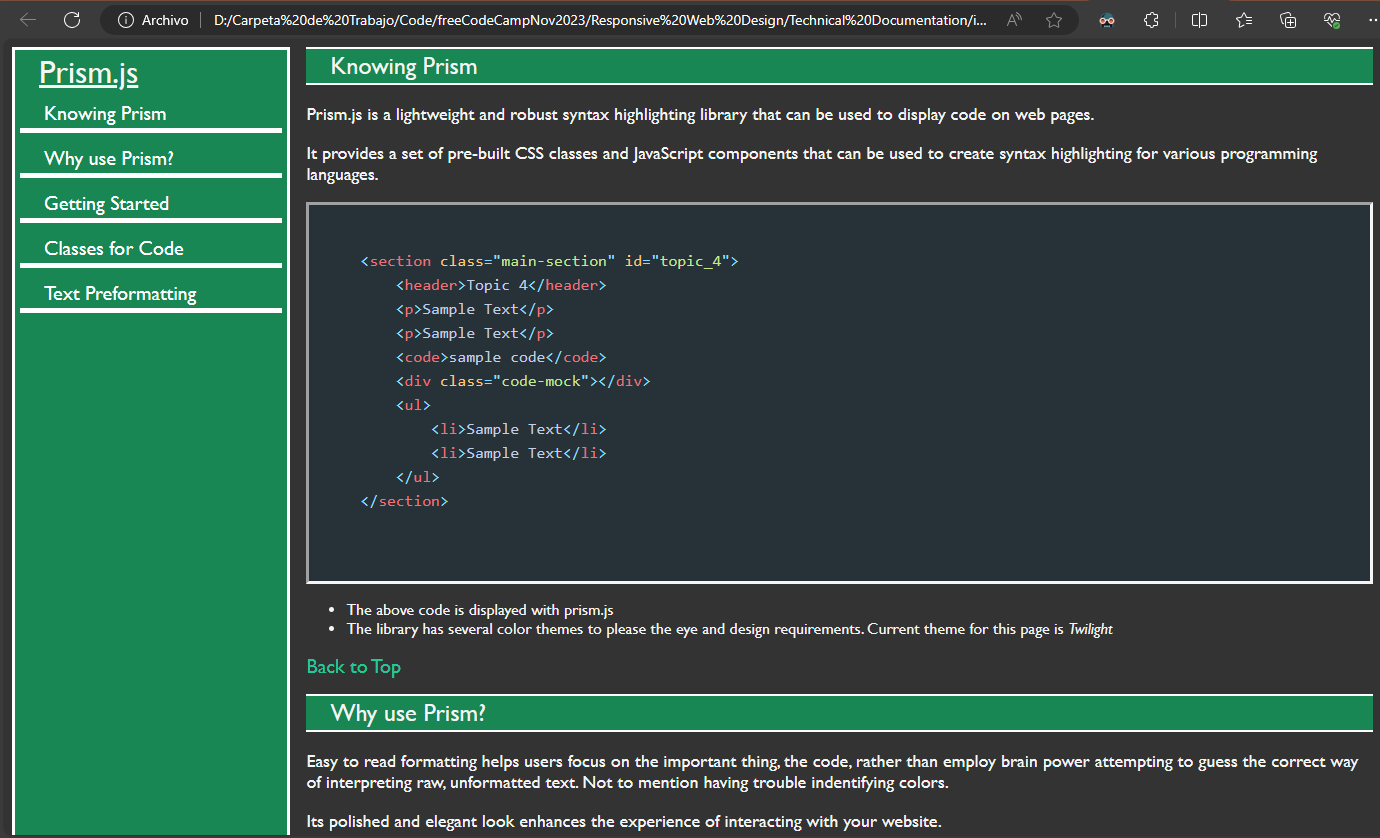 Archivo
D:/Carpeta%20de%20Trabajo/Code/freeCodeCampNov2023/Responsive%20Web%20Design/Technical%20Documentation/i...
Prism.js
Knowing Prism
Why use Prism?
Getting Started
Classes for Code
Text Preformatting
Knowing Prism
Prism.js is a lightweight and robust syntax highlighting library that can be used to display code on web pages.
It provides a set of pre-built CSS classes and JavaScript components that can be used to create syntax highlighting for various programming
languages.
<section class="main-section" id="topic_4">
    <header>Topic 4</header>
    <p>Sample Text</p>
    <p>Sample Text</p>
    <code>sample code</code>
    <div class="code-mock"></div>
    <ul>
        <li>Sample Text</li>
        <li>Sample Text</li>
    </ul>
</section>
• The above code is displayed with prism.js
• The library has several color themes to please the eye and design requirements. Current theme for this page is Twilight
Back to Top
Why use Prism?
Easy to read formatting helps users focus on the important thing, the code, rather than employ brain power attempting to guess the correct way
of interpreting raw, unformatted text. Not to mention having trouble indentifying colors.
Its polished and elegant look enhances the experience of interacting with your website.